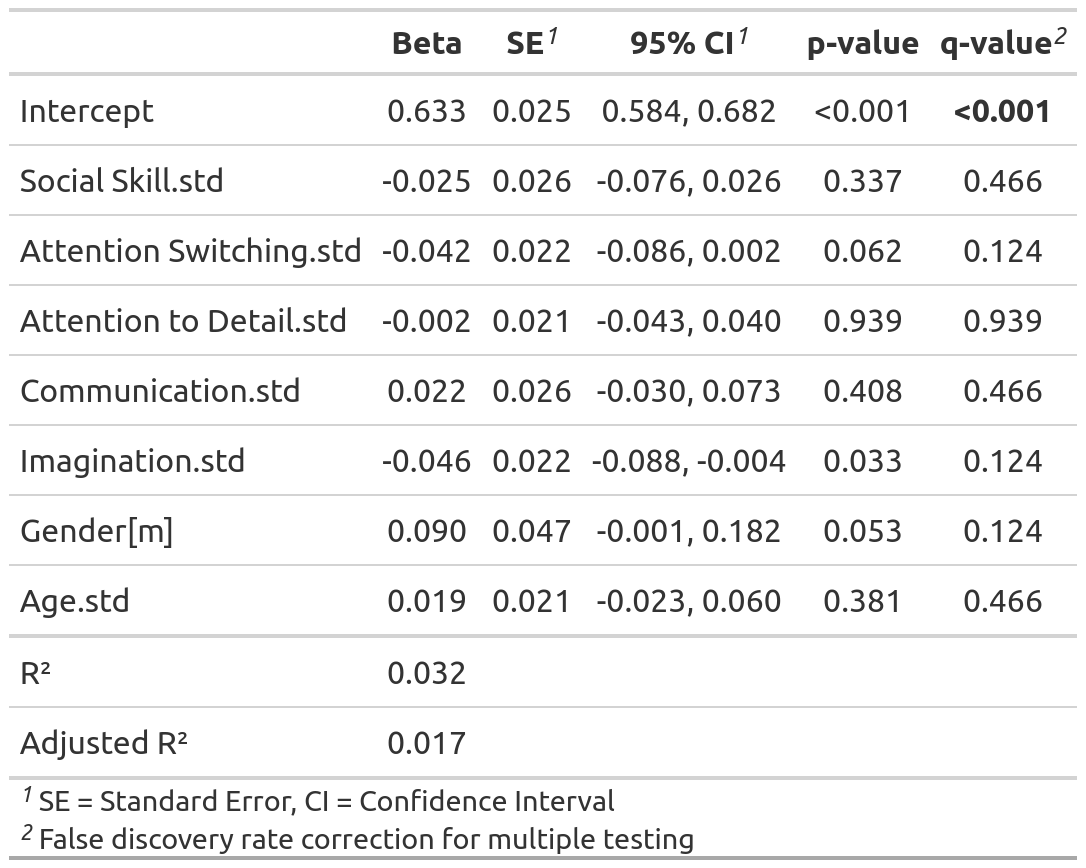 Beta SE¹ 95% CI¹ p-value q-value²
Intercept 0.633 0.025 0.584, 0.682 <0.001 <0.001
Social Skill.std -0.025 0.026 -0.076, 0.026 0.337 0.466
Attention Switching.std -0.042 0.022 -0.086, 0.002 0.062 0.124
Attention to Detail.std -0.002 0.021 -0.043, 0.040 0.939 0.939
Communication.std 0.022 0.026 -0.030, 0.073 0.408 0.466
Imagination.std -0.046 0.022 -0.088, -0.004 0.033 0.124
Gender[m] 0.090 0.047 -0.001, 0.182 0.053 0.124
Age.std 0.019 0.021 -0.023, 0.060 0.381 0.466
R² 0.032
Adjusted R² 0.017
¹ SE = Standard Error, CI = Confidence Interval
² False discovery rate correction for multiple testing